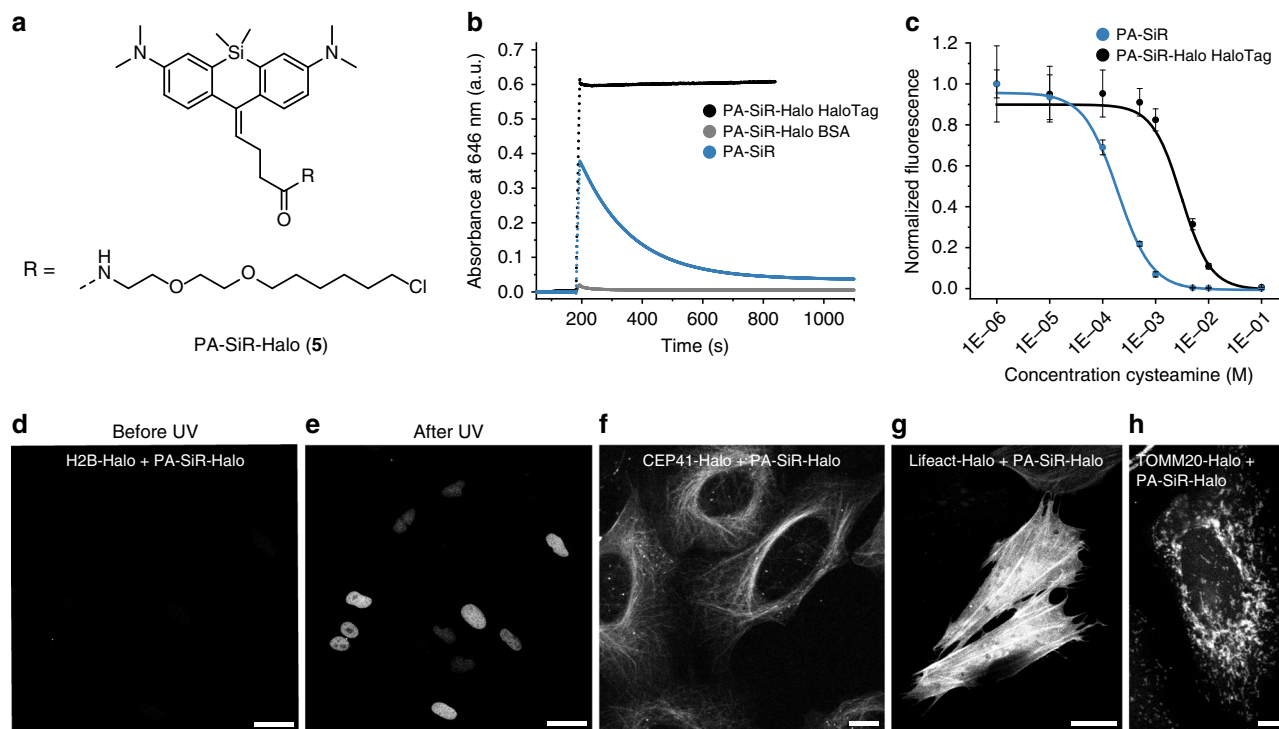 a
N
Si
N
R
O
R =
H
N
O
O
Cl
PA-SiR-Halo (5)
b
Absorbance at 646 nm (a.u.)
0.7
0.6
0.5
0.4
0.3
0.2
0.1
0.0
PA-SiR-Halo HaloTag
PA-SiR-Halo BSA
PA-SiR
200 400 600 800 1000
Time (s)
c
PA-SiR
PA-SiR-Halo HaloTag
Normalized fluorescence
1.2
1.0
0.8
0.6
0.4
0.2
0.0
1E–06 1E–05 1E–04 1E–03 1E–02 1E–01
Concentration cysteamine (M)
d
Before UV
H2B-Halo + PA-SiR-Halo
e
After UV
f
CEP41-Halo + PA-SiR-Halo
g
Lifeact-Halo + PA-SiR-Halo
h
TOMM20-Halo +
PA-SiR-Halo